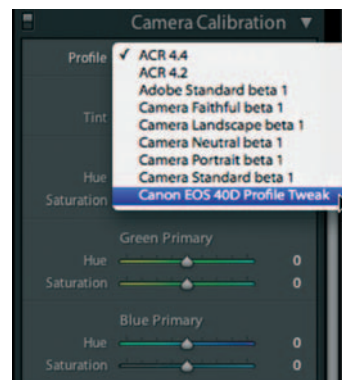 Camera Calibration ▼
Profile
✓ ACR 4.4
ACR 4.2
Adobe Standard beta 1
Camera Faithful beta 1
Camera Landscape beta 1
Camera Neutral beta 1
Camera Portrait beta 1
Camera Standard beta 1
Canon EOS 40D Profile Tweak
Tint
Hue
Saturation
Green Primary
Hue 0
Saturation 0
Blue Primary
Hue 0
Saturation 0